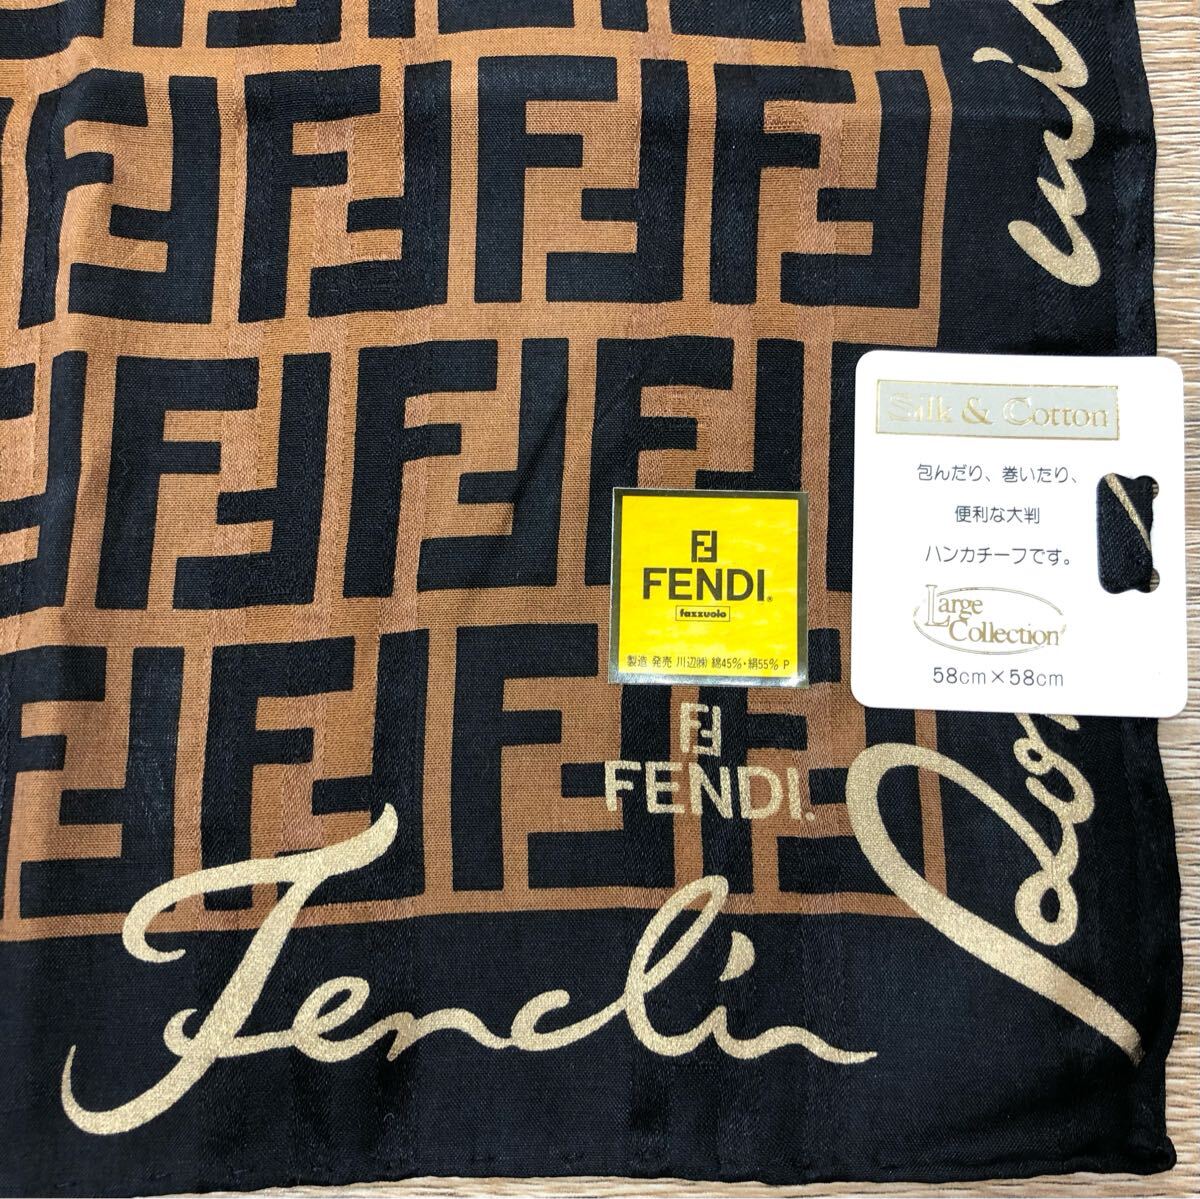 Silk & Cotton
包んだり、巻いたり、
便利な大判
ハンカチーフです。
Large
Collection
58cm×58cm
FENDI®
fazzuolo
製造 発売 川辺㈱ 綿45%・絹55% P
FENDI.
Fendi